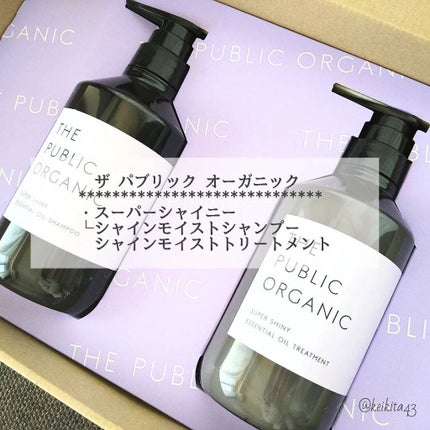 PUBLIC ORGANIC
THE PUBLIC ORGANIC
THE
PUBLIC
ORGANIC
SUPER SHINY
ESSENTIAL OIL SHAMPOO
ザ パブリック オーガニック
*****************************
・スーパーシャイニー
└シャインモイストシャンプー
シャインモイストトリートメント
THE
PUBLIC
ORGANIC
SUPER SHINY
ESSENTIAL OIL TREATMENT
THE PUBLIC
@keikita43